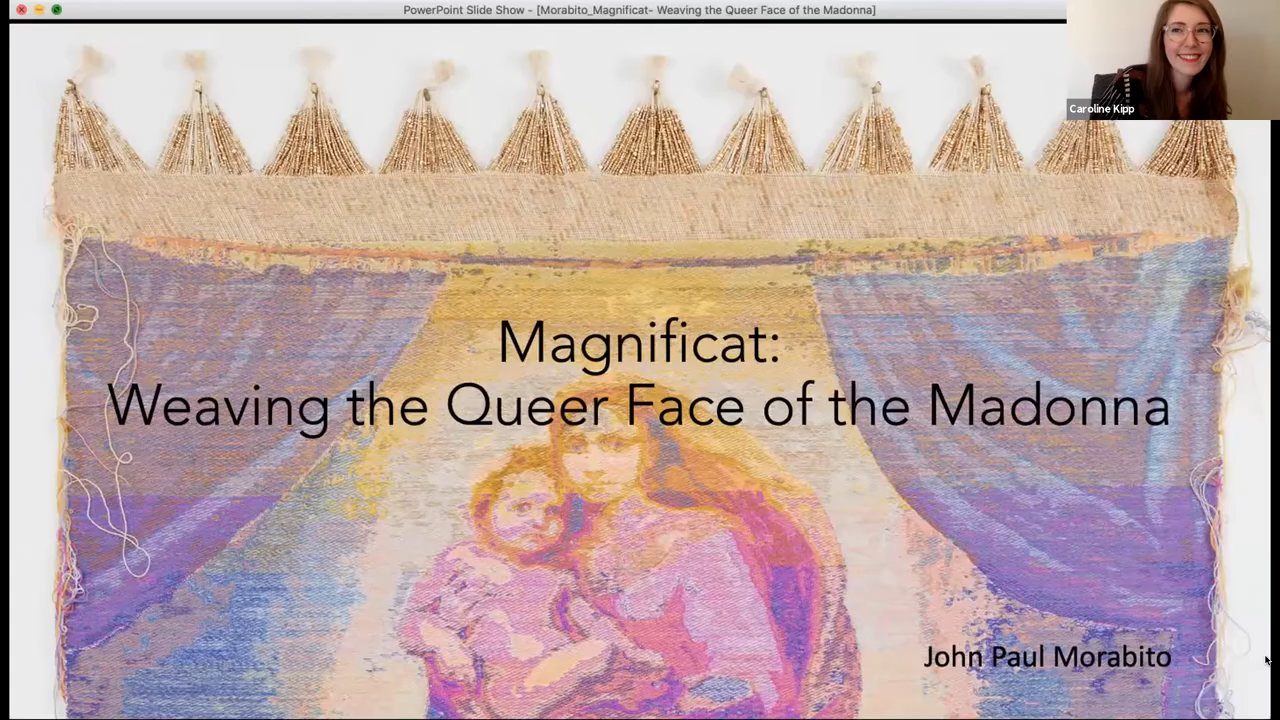 PowerPoint Slide Show - [Morabito_Magnificat- Weaving the Queer Face of the Madonna]
Caroline Kipp
Magnificat:
Weaving the Queer Face of the Madonna
John Paul Morabito